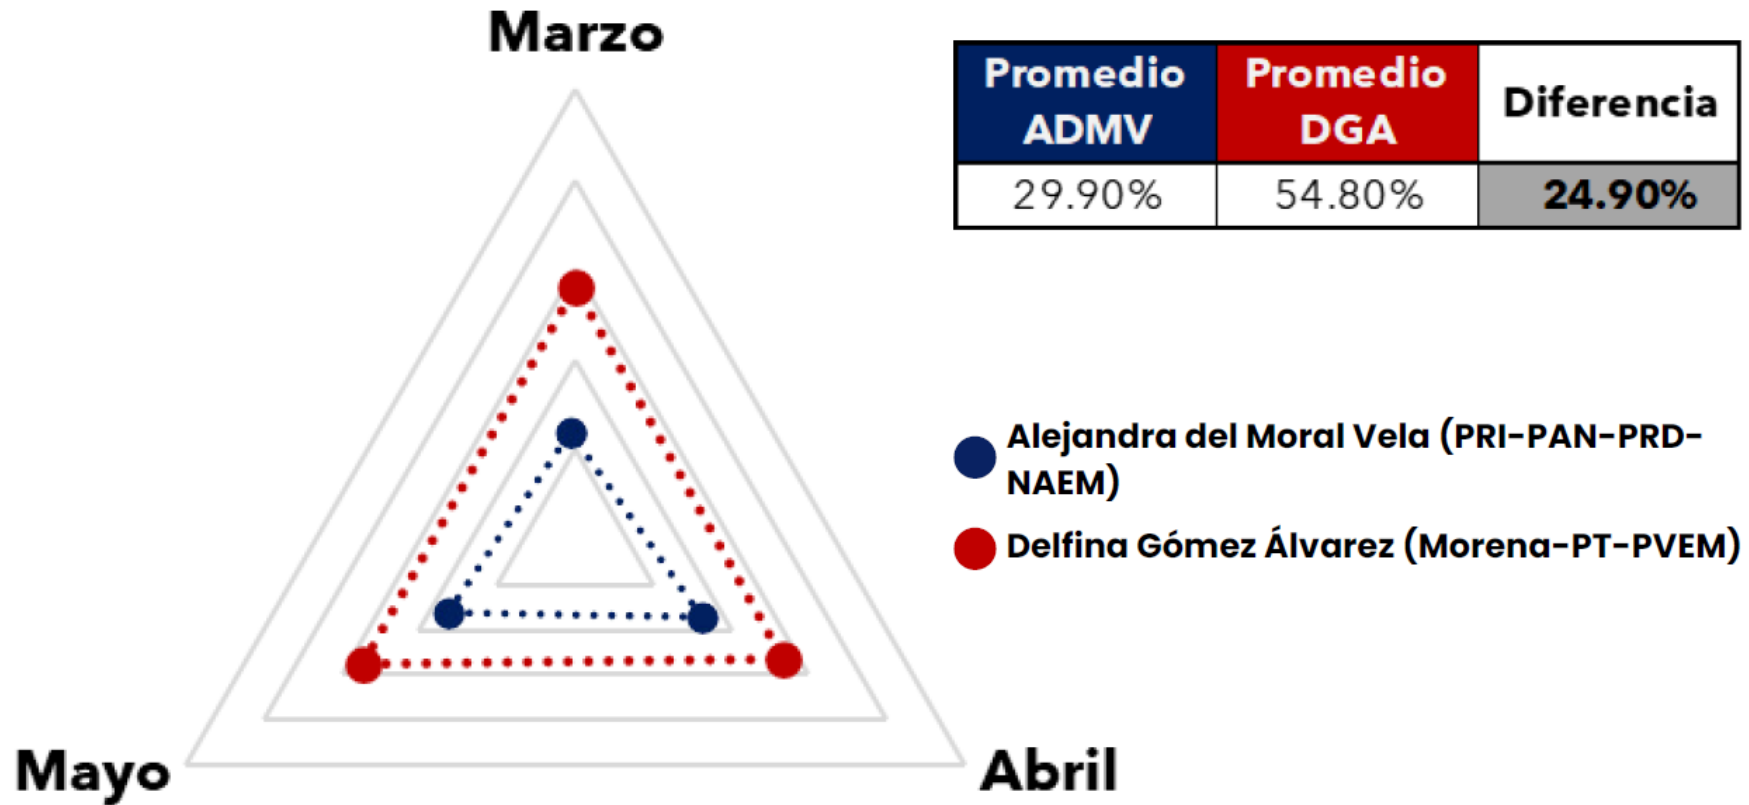 Marzo
Promedio ADMV
Promedio DGA
Diferencia
29.90%
54.80%
24.90%
Alejandra del Moral Vela (PRI-PAN-PRD-
NAEM)
Delfina Gómez Álvarez (Morena-PT-PVEM)
Mayo
Abril